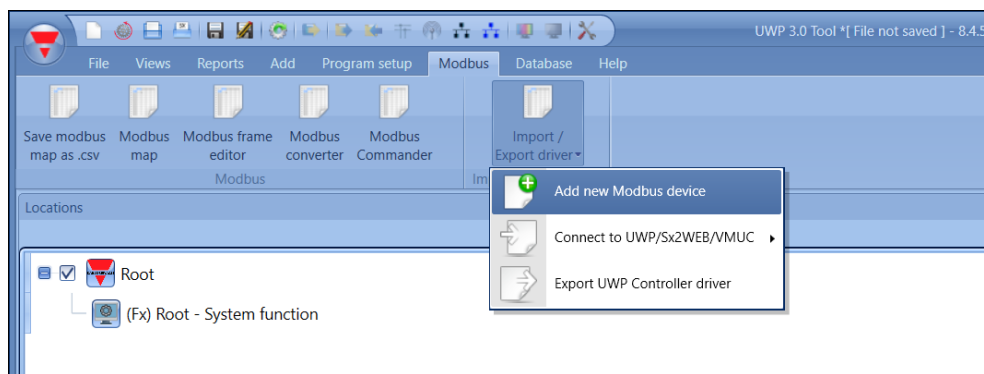 UWP 3.0 Tool *[ File not saved ] - 8.4.5
File Views Reports Add Program setup Modbus Database Help
Save modbus map as .csv
Modbus map
Modbus frame editor
Modbus converter
Modbus Commander
Import / Export driver
Modbus
Im
Add new Modbus device
Locations
Connect to UWP/Sx2WEB/VMUC
Root
Export UWP Controller driver
(Fx) Root - System function